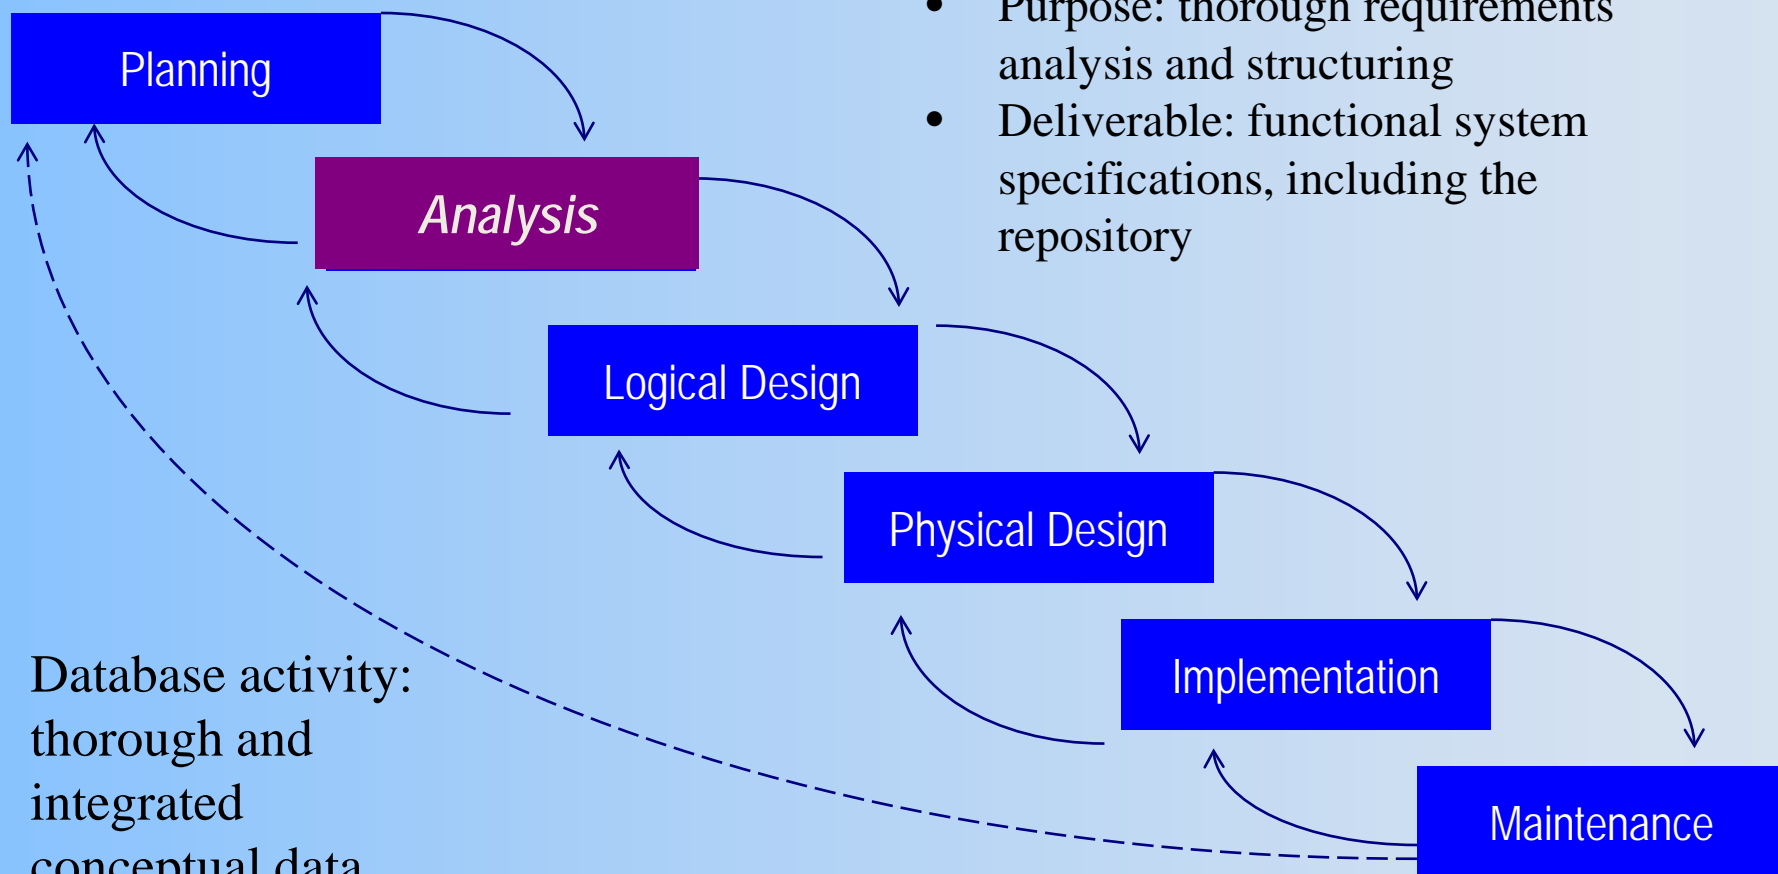 Purpose: thorough requirements
analysis and structuring
Deliverable: functional system
specifications, including the
repository
Planning
Analysis
Logical Design
Physical Design
Implementation
Maintenance
Database activity:
thorough and
integrated
conceptual data